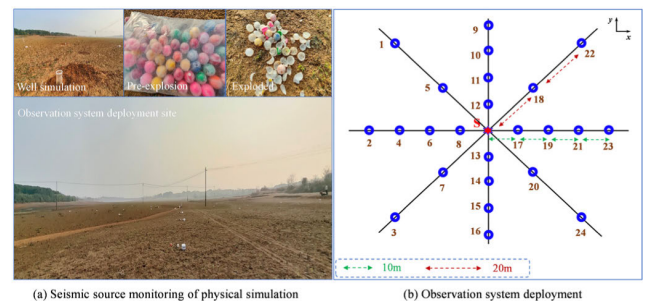 Well simulation
Pre-explosion
Exploded
Observation system deployment site
(a) Seismic source monitoring of physical simulation
y
x
9
1
10
22
11
5
18
12
S
2 4 6 8 17 19 21 23
13
7
14
20
15
3
16
24
10m
20m
(b) Observation system deployment